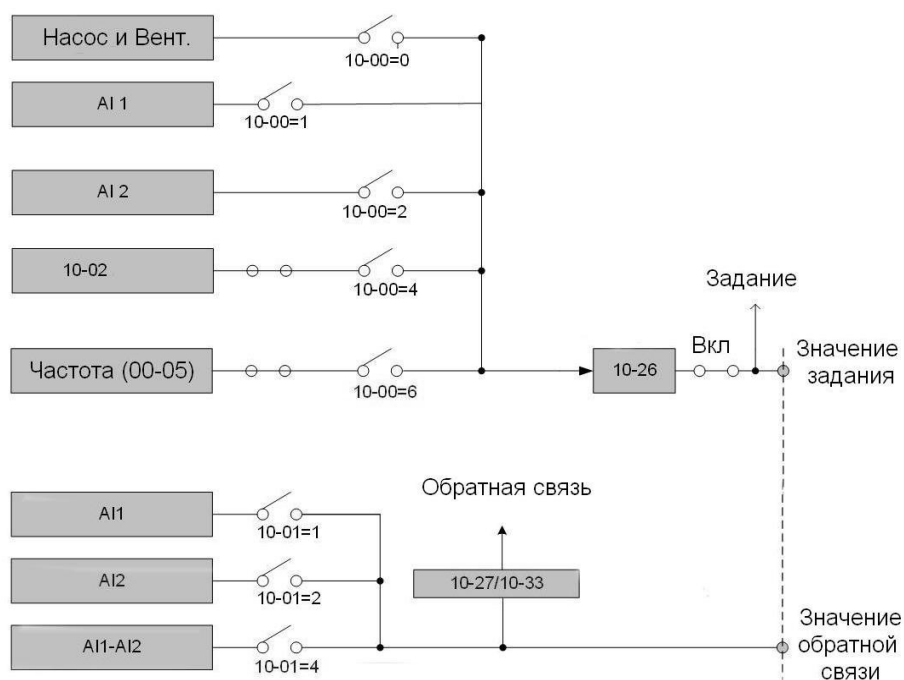 Насос и Вент.
10-00=0
AI 1
10-00=1
AI 2
10-00=2
10-02
10-00=4
Задание
Частота (00-05)
10-00=6
10-26
Вкл
Значение
задания
Обратная связь
AI1
10-01=1
AI2
10-01=2
10-27/10-33
AI1-AI2
10-01=4
Значение
обратной
связи